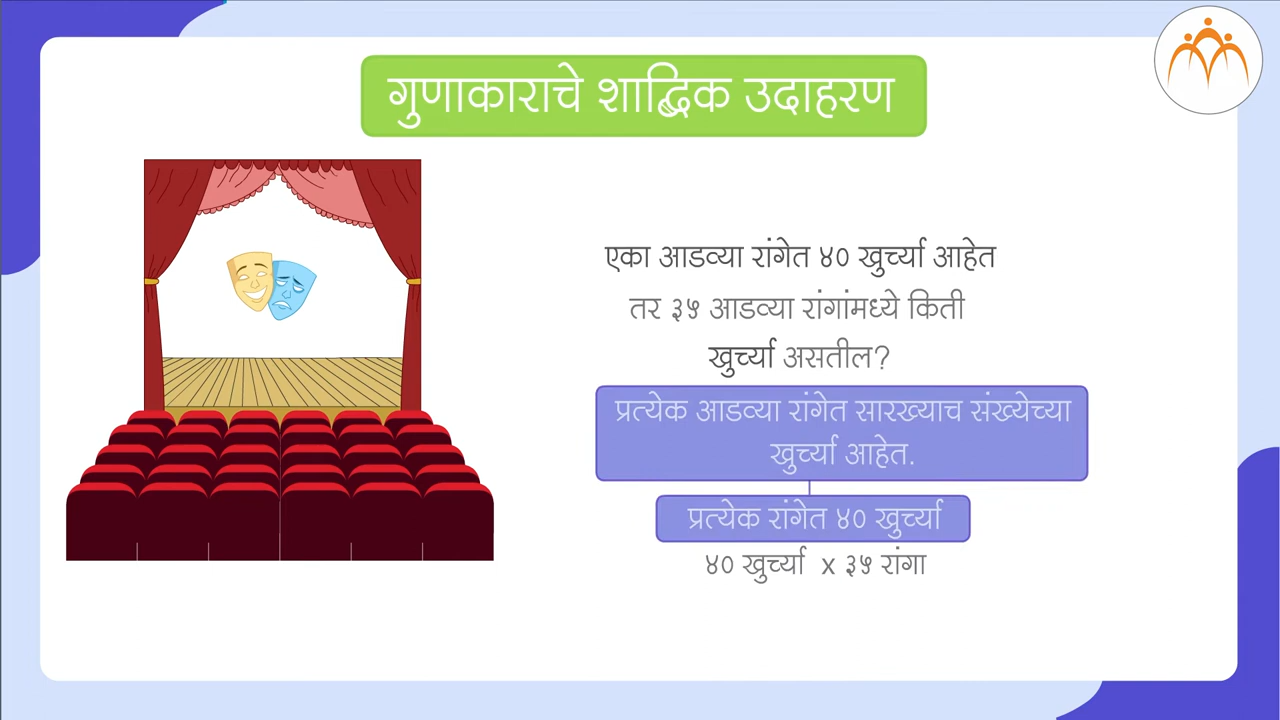 गुणाकाराचे शाब्दिक उदाहरण
एका आडव्या रांगेत ४० खुर्च्या आहेत
तर ३५ आडव्या रांगांमध्ये किती
खुर्च्या असतील?
प्रत्येक आडव्या रांगेत सारख्याच संख्येच्या
खुर्च्या आहेत.
प्रत्येक रांगेत ४० खुर्च्या
४० खुर्च्या x ३५ रांगा